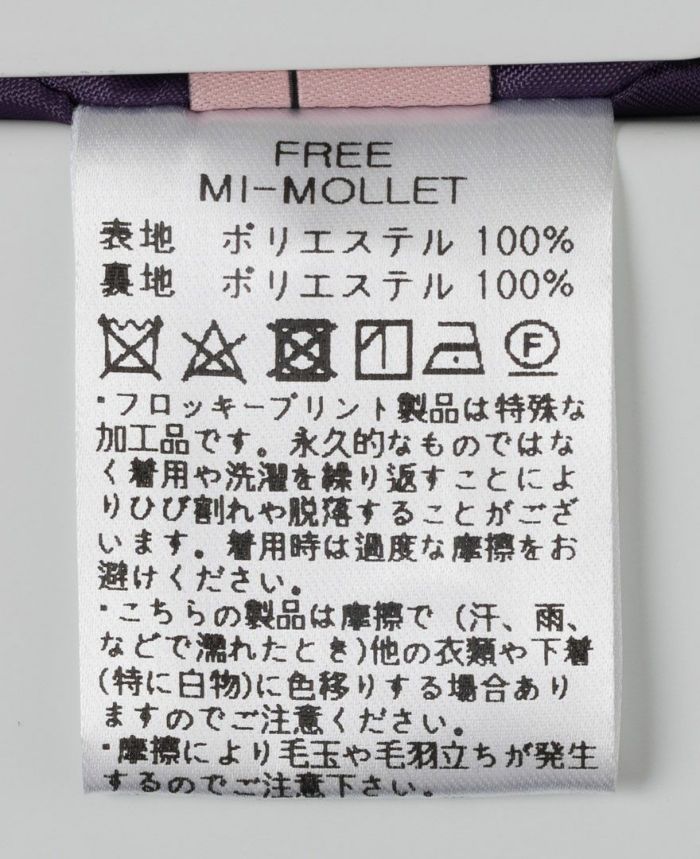 FREE
MI-MOLLET
表地 ポリエステル 100%
裏地 ポリエステル 100%
F
・フロッキープリント製品は特殊な
加工品です。永久的なものではな
く着用や洗濯を繰り返すことによ
りひび割れや脱落することがござ
います。着用時は過度な摩擦をお
避けください。
・こちらの製品は摩擦で (汗、雨、
などで濡れたとき)他の衣類や下着
(特に白物)に色移りする場合あり
ますのでご注意ください。
・摩擦により毛玉や毛羽立ちが発生
するのでご注意下さい。